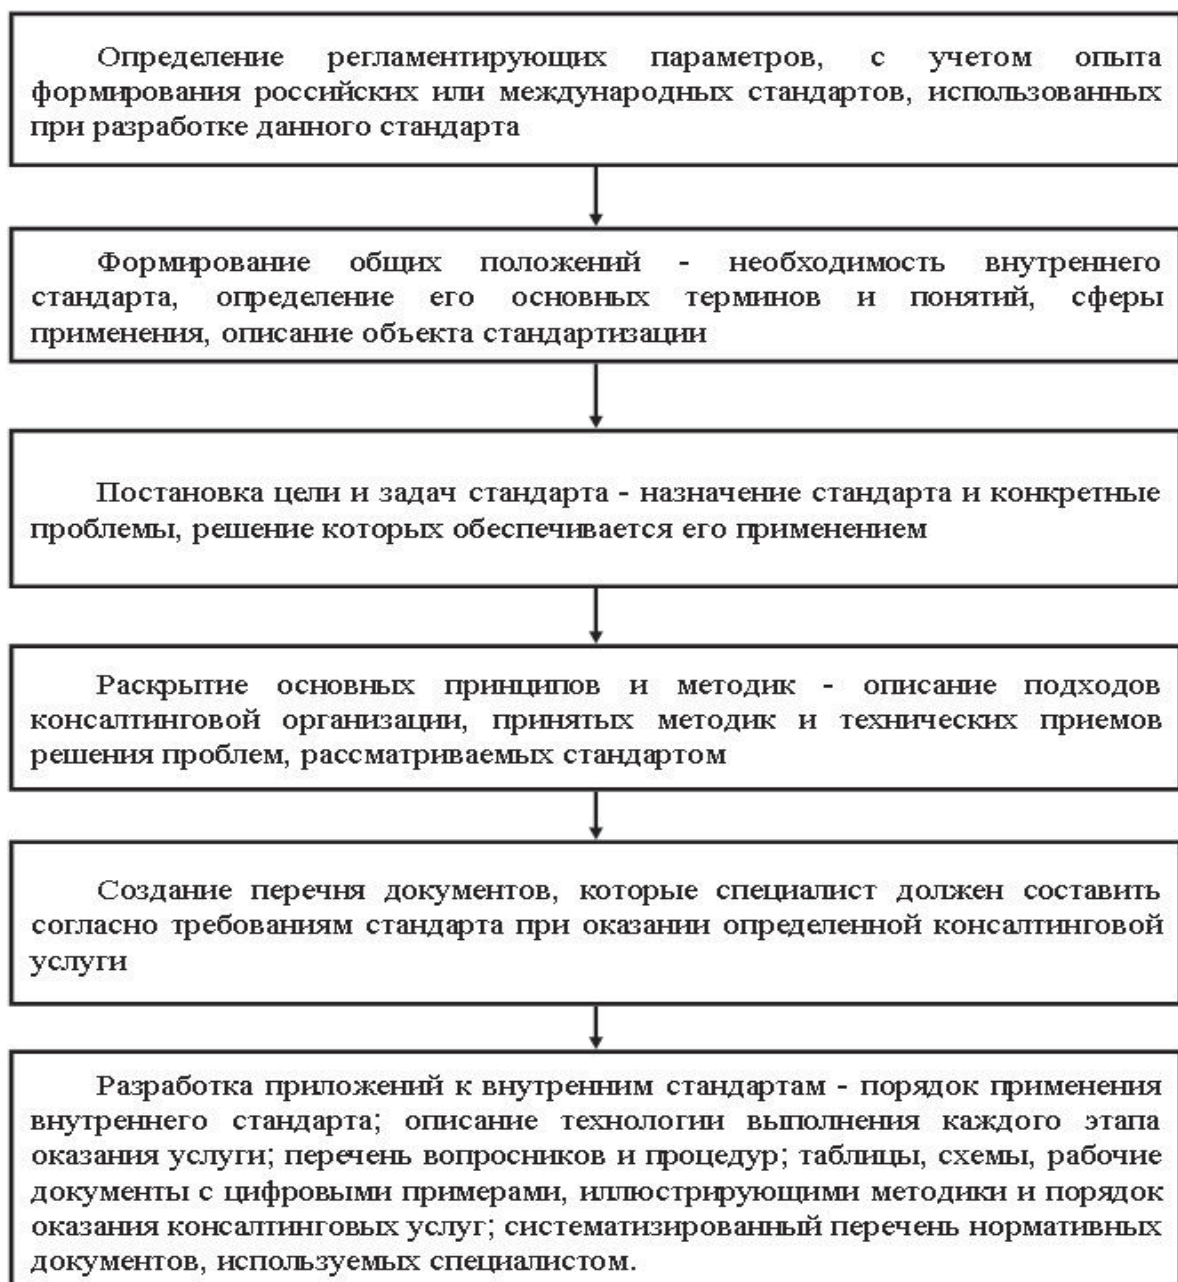 Определение регламентирующих параметров, с учетом опыта
формирования российских или международных стандартов, использованных
при разработке данного стандарта
Формирование общих положений - необходимость внутреннего
стандарта, определение его основных терминов и понятий, сферы
применения, описание объекта стандартизации
Постановка цели и задач стандарта - назначение стандарта и конкретные
проблемы, решение которых обеспечивается его применением
Раскрытие основных принципов и методик - описание подходов
консалтинговой организации, принятых методик и технических приемов
решения проблем, рассматриваемых стандартом
Создание перечня документов, которые специалист должен составить
согласно требованиям стандарта при оказании определенной консалтинговой
услуги
Разработка приложений к внутренним стандартам - порядок применения
внутреннего стандарта; описание технологии выполнения каждого этапа
оказания услуги; перечень вопросников и процедур; таблицы, схемы, рабочие
документы с цифровыми примерами, иллюстрирующими методики и порядок
оказания консалтинговых услуг; систематизированный перечень нормативных
документов, используемых специалистом.